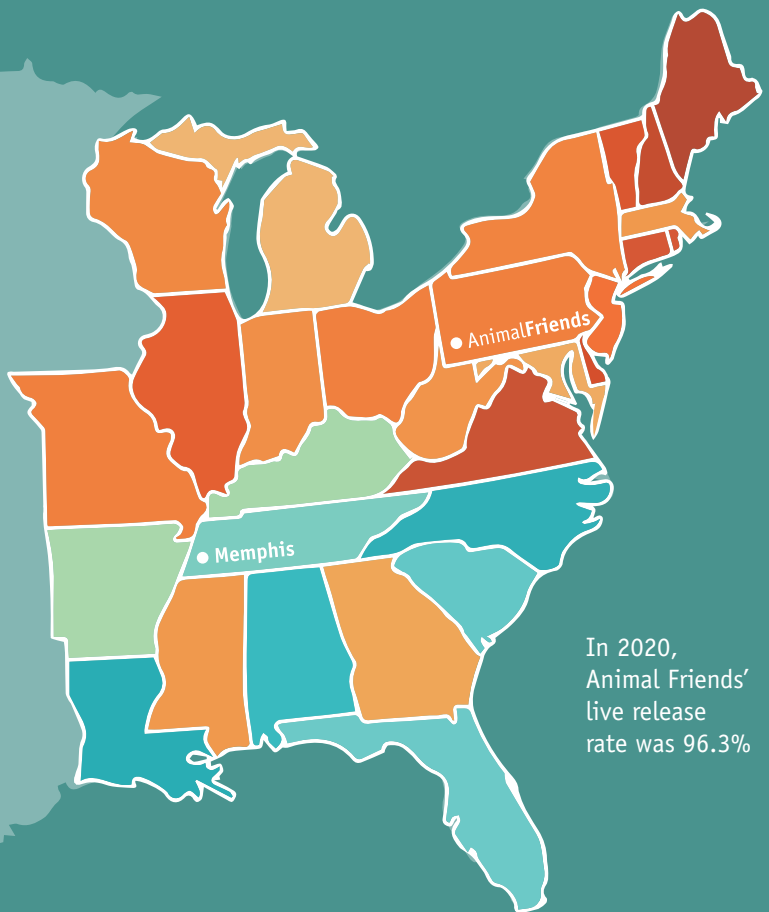 AnimalFriends
Memphis
In 2020,
Animal Friends’
live release
rate was 96.3%